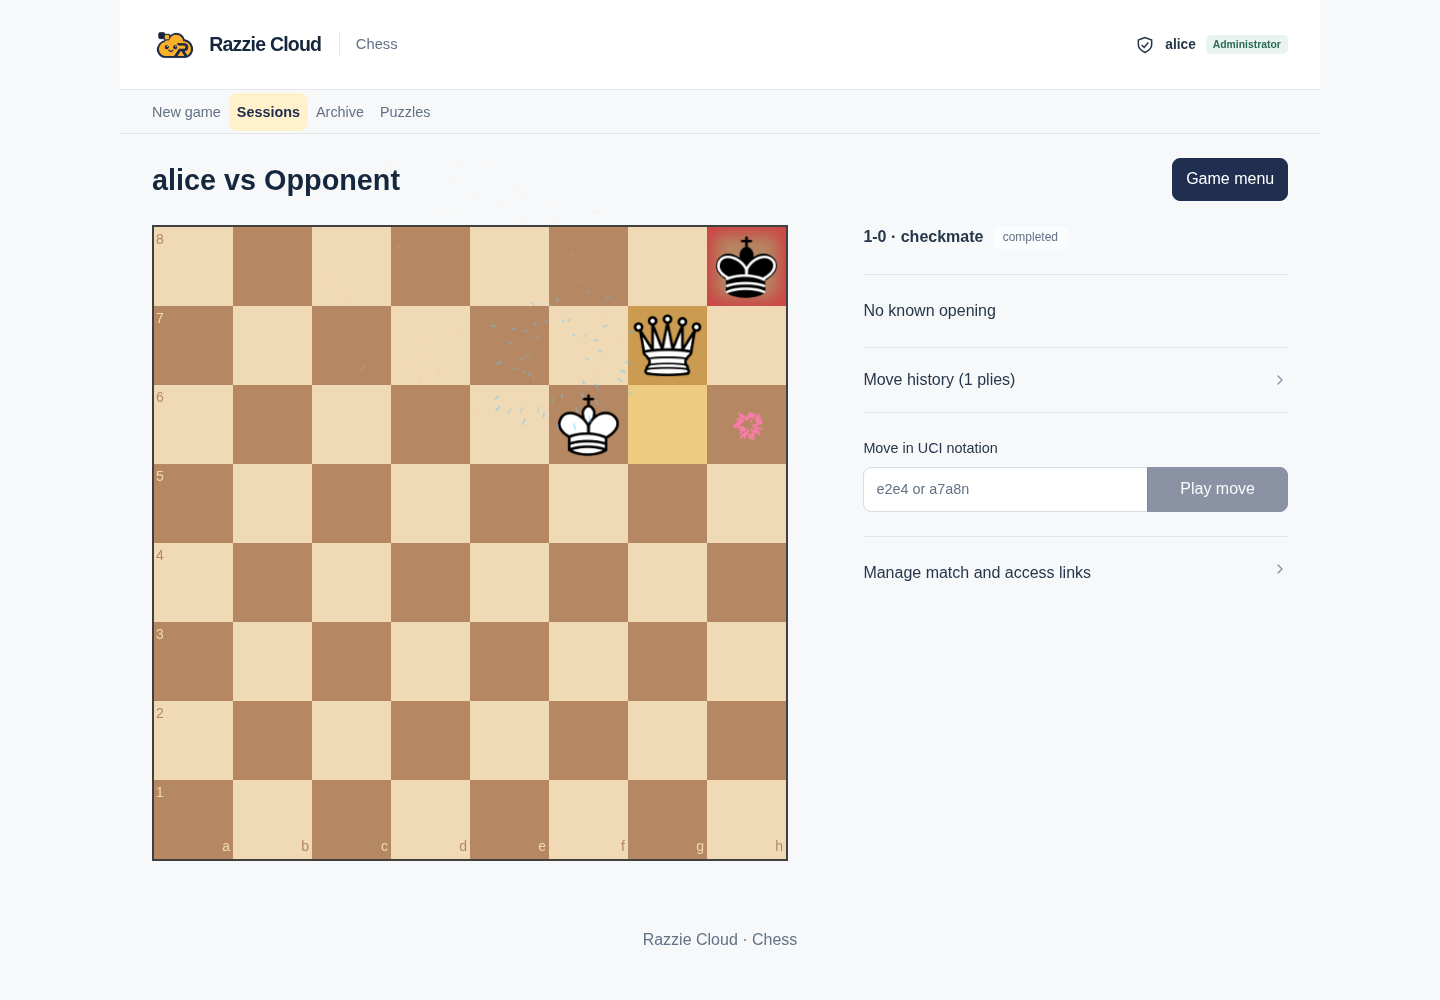 Razzie Cloud
Chess
alice
Administrator
New game
Sessions
Archive
Puzzles
alice vs Opponent
Game menu
8
7
6
5
4
3
2
1
a
b
c
d
e
f
g
h
1-0 · checkmate
completed
No known opening
Move history (1 plies)
Move in UCI notation
e2e4 or a7a8n
Play move
Manage match and access links
Razzie Cloud · Chess